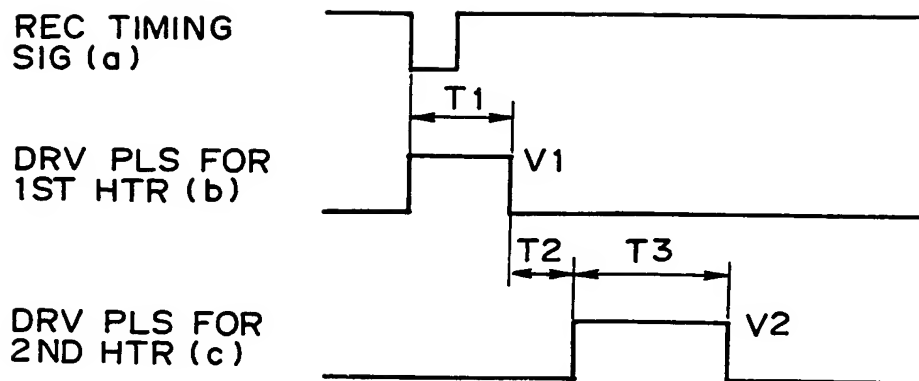 REC TIMING
SIG (a)
T1
DRV PLS FOR
1ST HTR (b)
V1
T2
T3
DRV PLS FOR
2ND HTR (c)
V2